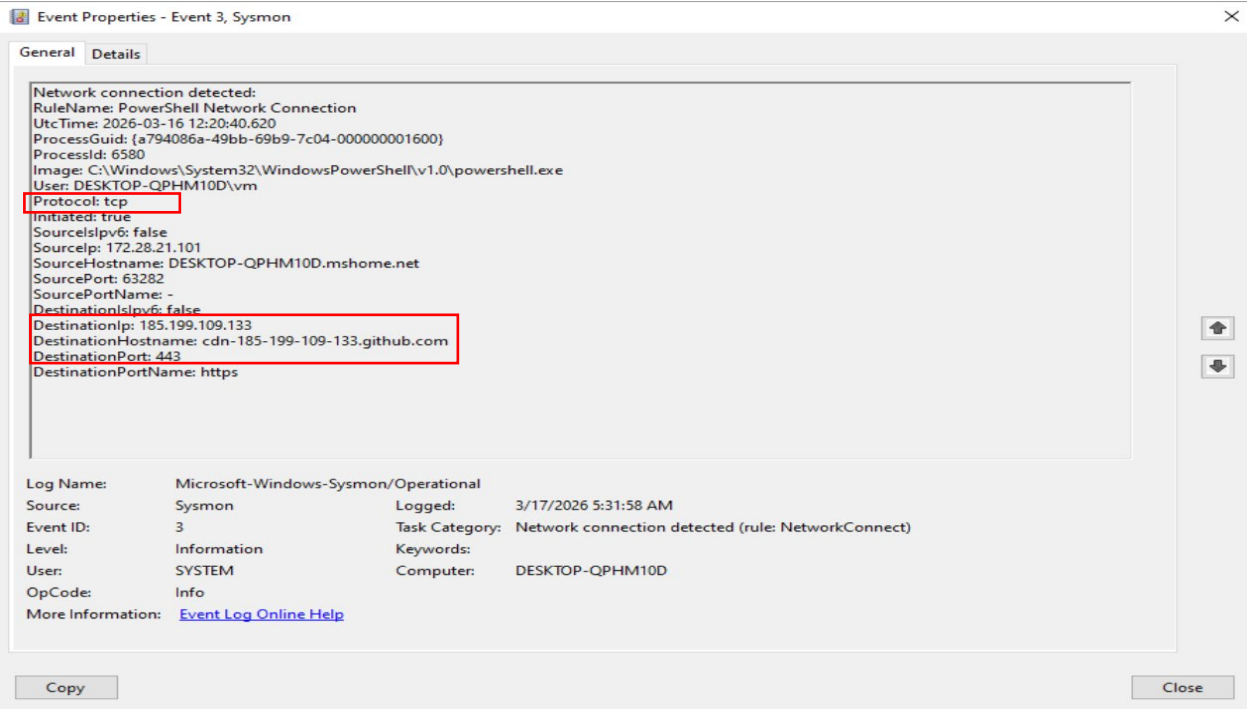 Event Properties - Event 3, Sysmon
General Details
Network connection detected:
RuleName: PowerShell Network Connection
UtcTime: 2026-03-16 12:20:40.620
ProcessGuid: {a794086a-49bb-69b9-7c04-000000001600}
ProcessId: 6580
Image: C:\Windows\System32\WindowsPowerShell\v1.0\powershell.exe
User: DESKTOP-QPHM10D\vm
Protocol: tcp
Initiated: true
SourceIsIpv6: false
SourceIp: 172.28.21.101
SourceHostname: DESKTOP-QPHM10D.mshome.net
SourcePort: 63282
SourcePortName: -
DestinationIsIpv6: false
DestinationIp: 185.199.109.133
DestinationHostname: cdn-185-199-109-133.github.com
DestinationPort: 443
DestinationPortName: https
Log Name: Microsoft-Windows-Sysmon/Operational
Source: Sysmon Logged: 3/17/2026 5:31:58 AM
Event ID: 3 Task Category: Network connection detected (rule: NetworkConnect)
Level: Information Keywords:
User: SYSTEM Computer: DESKTOP-QPHM10D
OpCode: Info
More Information: Event Log Online Help
Copy Close